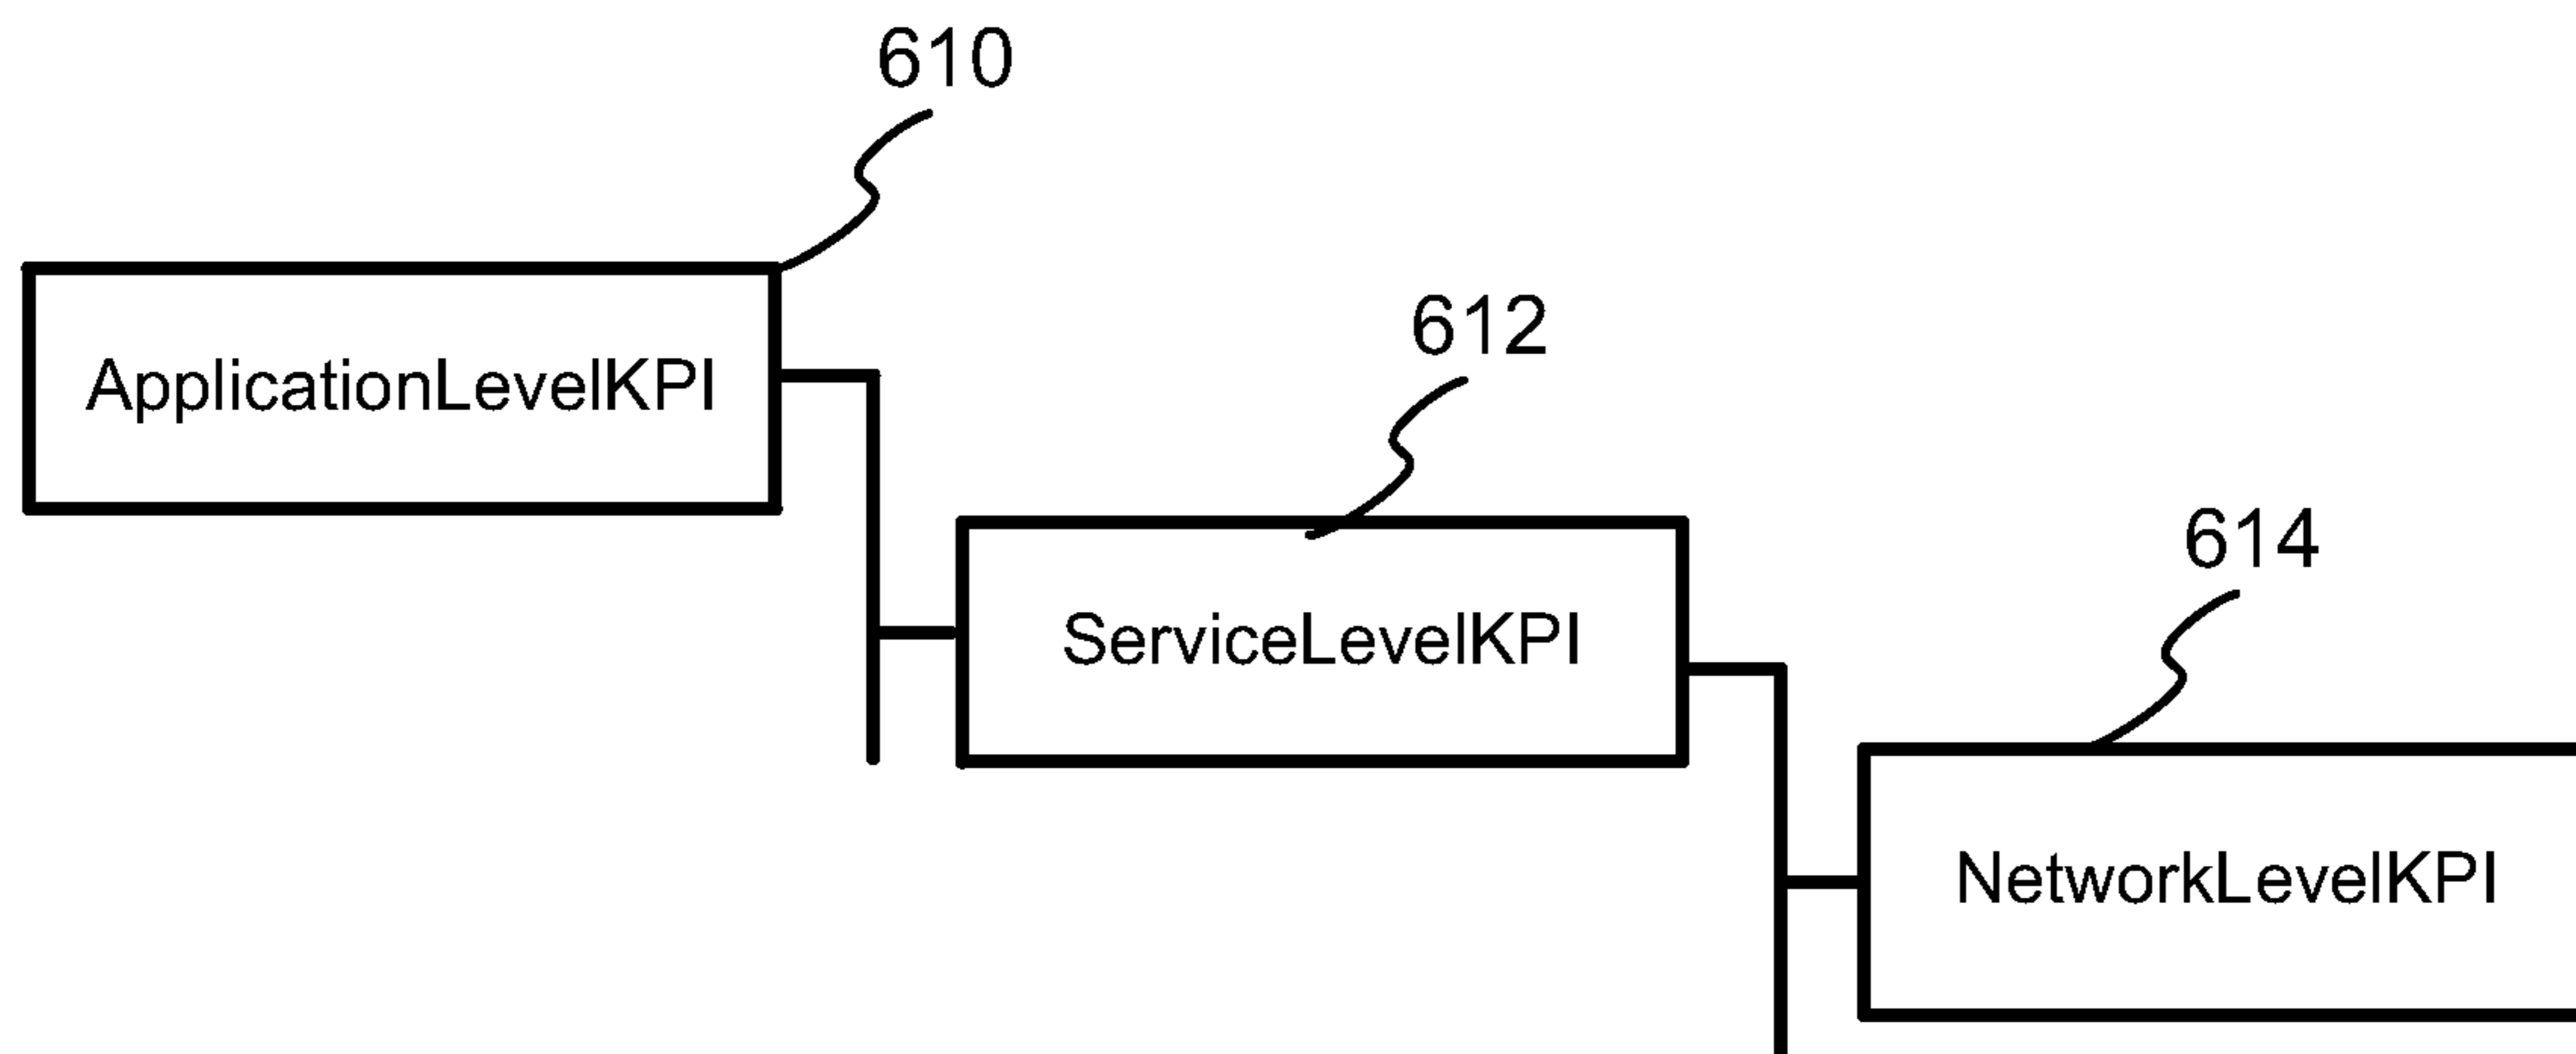 610
ApplicationLevelKPI
612
ServiceLevelKPI
614
NetworkLevelKPI